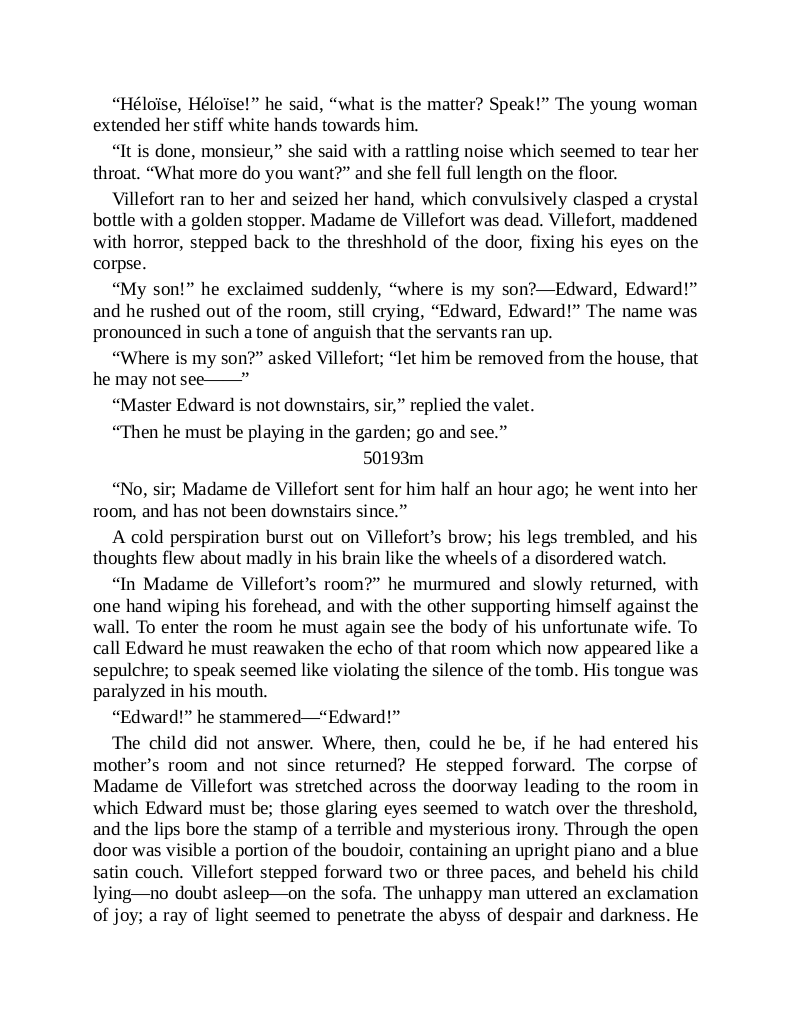 “Héloïse, Héloïse!” he said, “what is the matter? Speak!” The young woman
extended her stiff white hands towards him.
“It is done, monsieur,” she said with a rattling noise which seemed to tear her
throat. “What more do you want?” and she fell full length on the floor.
Villefort ran to her and seized her hand, which convulsively clasped a crystal
bottle with a golden stopper. Madame de Villefort was dead. Villefort, maddened
with horror, stepped back to the threshhold of the door, fixing his eyes on the
corpse.
“My son!” he exclaimed suddenly, “where is my son?—Edward, Edward!”
and he rushed out of the room, still crying, “Edward, Edward!” The name was
pronounced in such a tone of anguish that the servants ran up.
“Where is my son?” asked Villefort; “let him be removed from the house, that
he may not see——”
“Master Edward is not downstairs, sir,” replied the valet.
“Then he must be playing in the garden; go and see.”
50193m
“No, sir; Madame de Villefort sent for him half an hour ago; he went into her
room, and has not been downstairs since.”
A cold perspiration burst out on Villefort’s brow; his legs trembled, and his
thoughts flew about madly in his brain like the wheels of a disordered watch.
“In Madame de Villefort’s room?” he murmured and slowly returned, with
one hand wiping his forehead, and with the other supporting himself against the
wall. To enter the room he must again see the body of his unfortunate wife. To
call Edward he must reawaken the echo of that room which now appeared like a
sepulchre; to speak seemed like violating the silence of the tomb. His tongue was
paralyzed in his mouth.
“Edward!” he stammered—“Edward!”
The child did not answer. Where, then, could he be, if he had entered his
mother’s room and not since returned? He stepped forward. The corpse of
Madame de Villefort was stretched across the doorway leading to the room in
which Edward must be; those glaring eyes seemed to watch over the threshold,
and the lips bore the stamp of a terrible and mysterious irony. Through the open
door was visible a portion of the boudoir, containing an upright piano and a blue
satin couch. Villefort stepped forward two or three paces, and beheld his child
lying—no doubt asleep—on the sofa. The unhappy man uttered an exclamation
of joy; a ray of light seemed to penetrate the abyss of despair and darkness. He